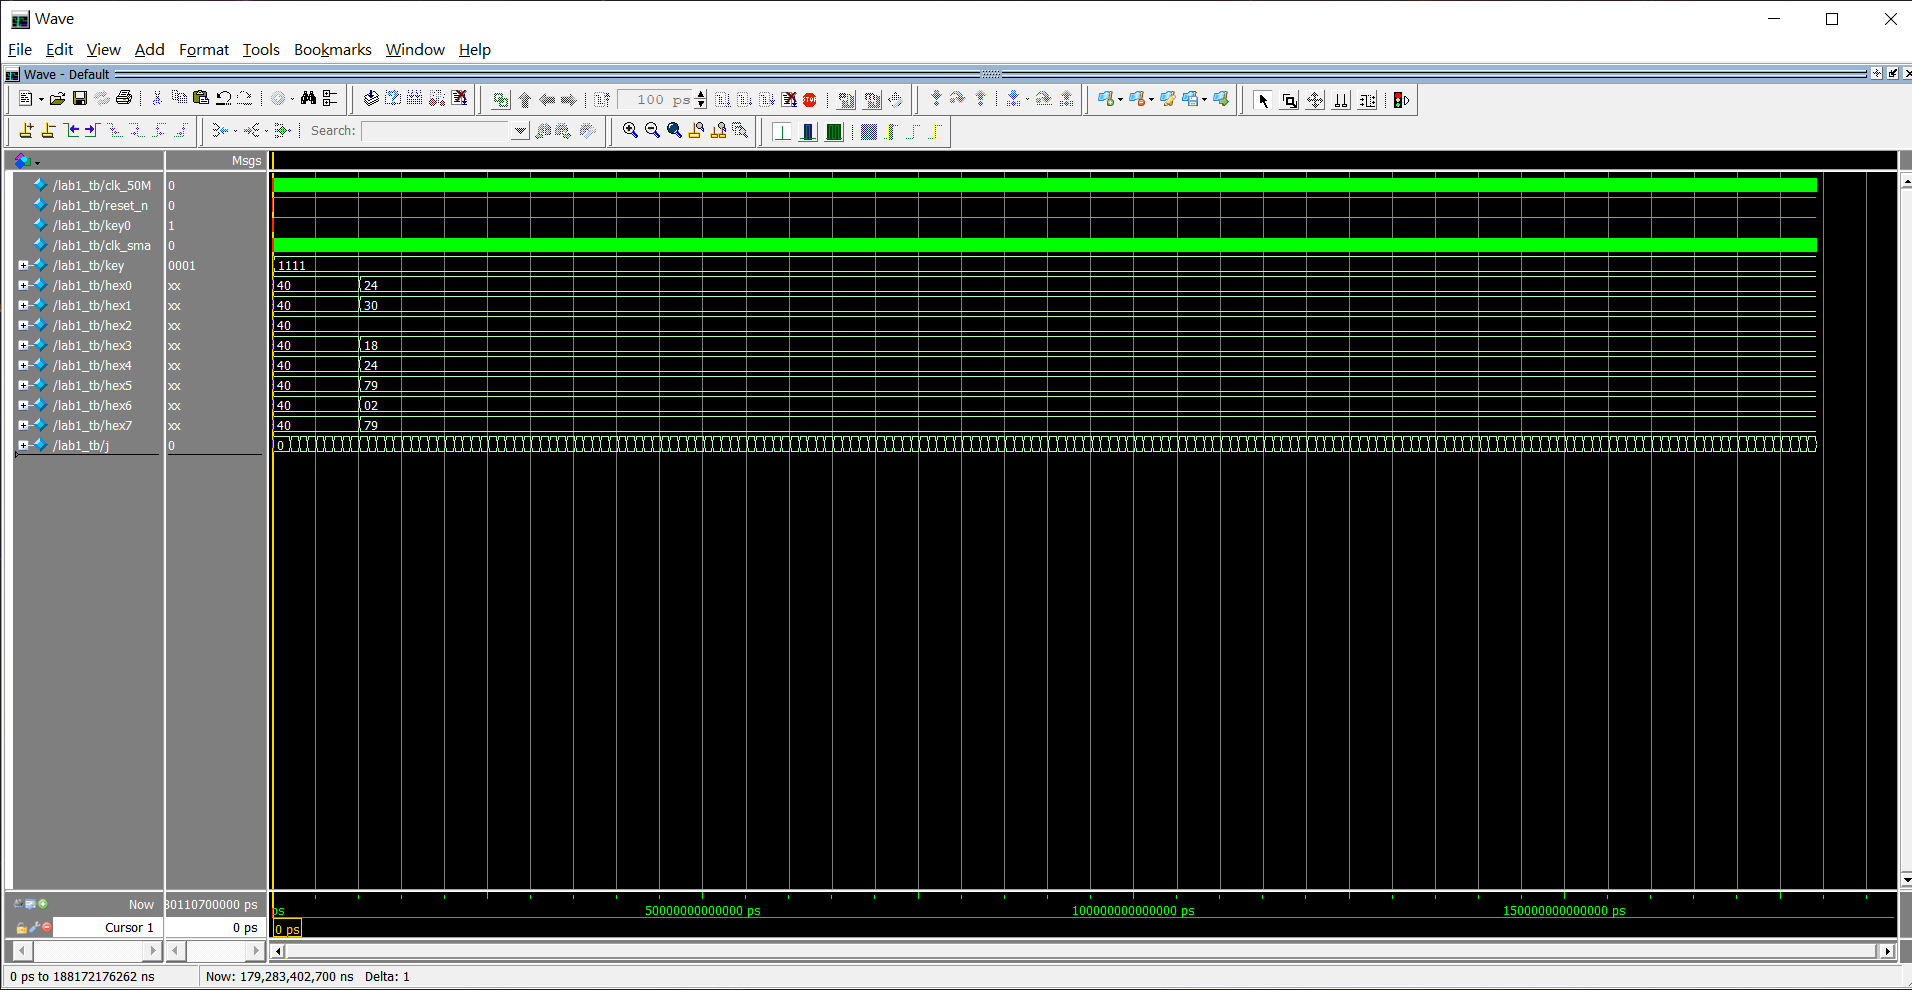 Wave
File Edit View Add Format Tools Bookmarks Window Help
Wave - Default
100 ps
STOP
Search:
Msgs
/lab1_tb/clk_50M 0
/lab1_tb/reset_n 0
/lab1_tb/key0 1
/lab1_tb/clk_sma 0
/lab1_tb/key 0001 1111
/lab1_tb/hex0 xx 40 24
/lab1_tb/hex1 xx 40 30
/lab1_tb/hex2 xx 40
/lab1_tb/hex3 xx 40 18
/lab1_tb/hex4 xx 40 24
/lab1_tb/hex5 xx 40 79
/lab1_tb/hex6 xx 40 02
/lab1_tb/hex7 xx 40 79
/lab1_tb/j 0 0
Now 30110700000 ps ps 50000000000000 ps 100000000000000 ps 150000000000000 ps
Cursor 1 0 ps 0 ps
0 ps to 188172176262 ns Now: 179,283,402,700 ns Delta: 1